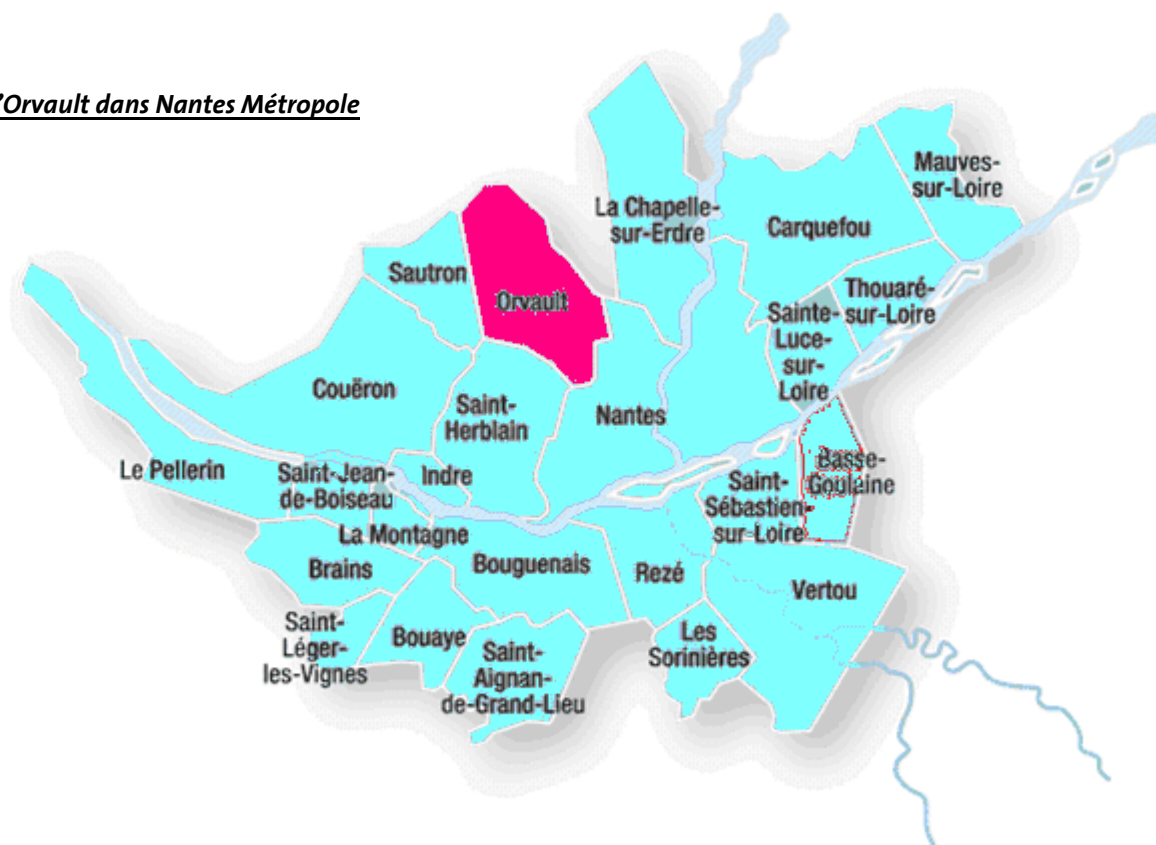 'Orvault dans Nantes Métropole
Mauves-
sur-Loire
La Chapelle-
sur-Erdre
Carquefou
Sautron
Orvault
Thouaré-
sur-Loire
Sainte-
Luce-
sur-
Loire
Couëron
Saint-
Herblain
Nantes
Le Pellerin
Saint-Jean-
de-Boiseau
Indre
Basse-
Goulaine
Saint-
Sébastien-
sur-Loire
La Montagne
Brains
Bouguenais
Rezé
Vertou
Saint-
Léger-
les-Vignes
Bouaye
Saint-
Aignan-
de-Grand-Lieu
Les
Sorinières